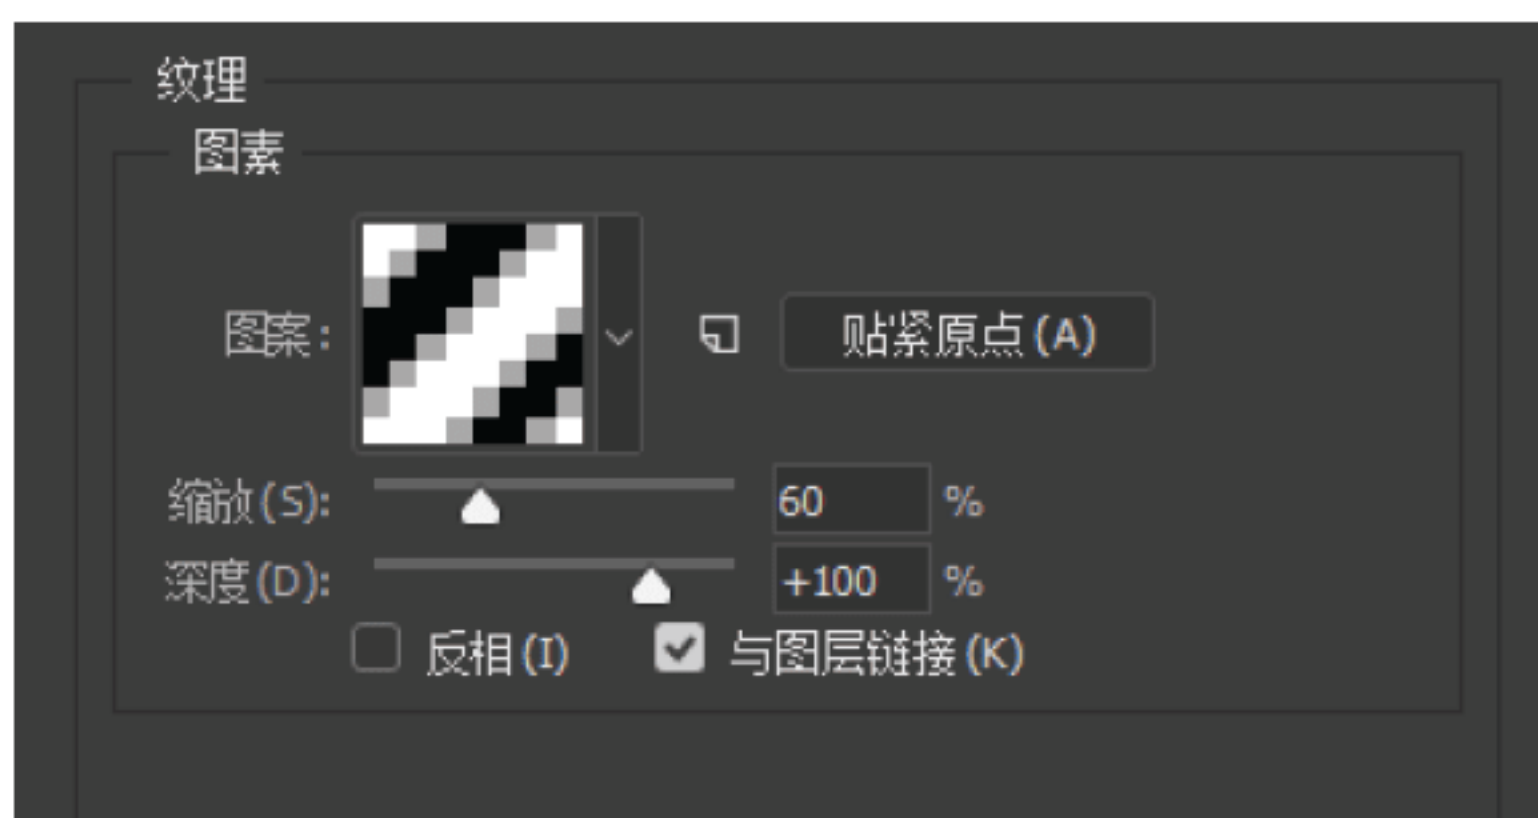 纹理
图素
图案: 贴紧原点(A)
缩放(S): 60 %
深度(D): +100 %
反相(I) 与图层链接(K)